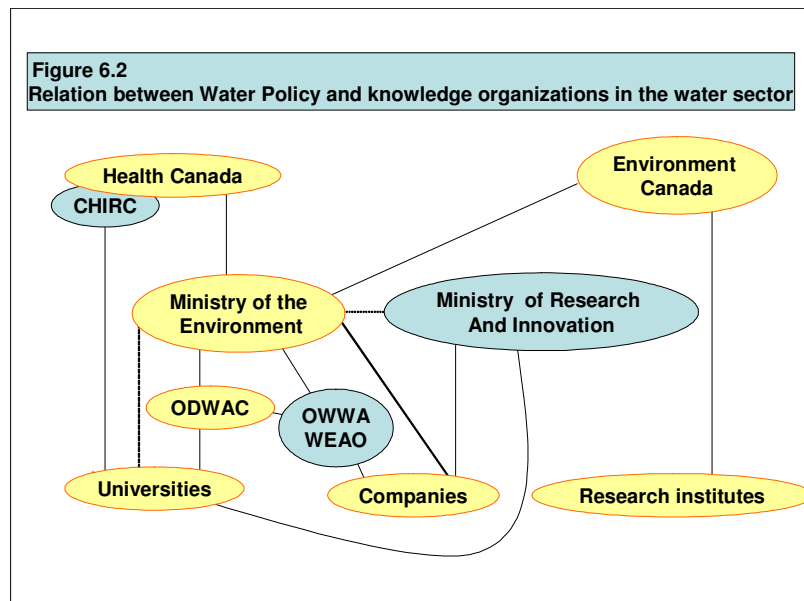 Figure 6.2
Relation between Water Policy and knowledge organizations in the water sector
Health Canada
CHIRC
Environment
Canada
Ministry of the
Environment
Ministry of Research
And Innovation
ODWAC
OWWA
WEAO
Universities
Companies
Research institutes